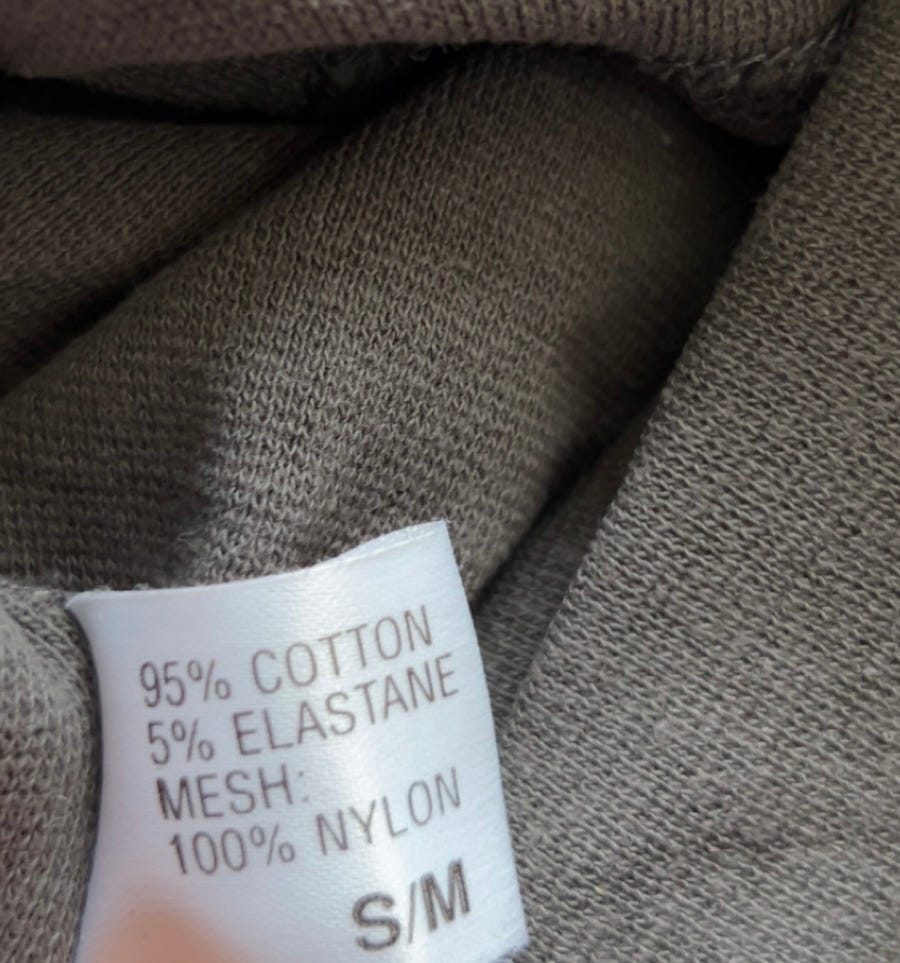 95% COTTON
5% ELASTANE
MESH:
100% NYLON
S/M